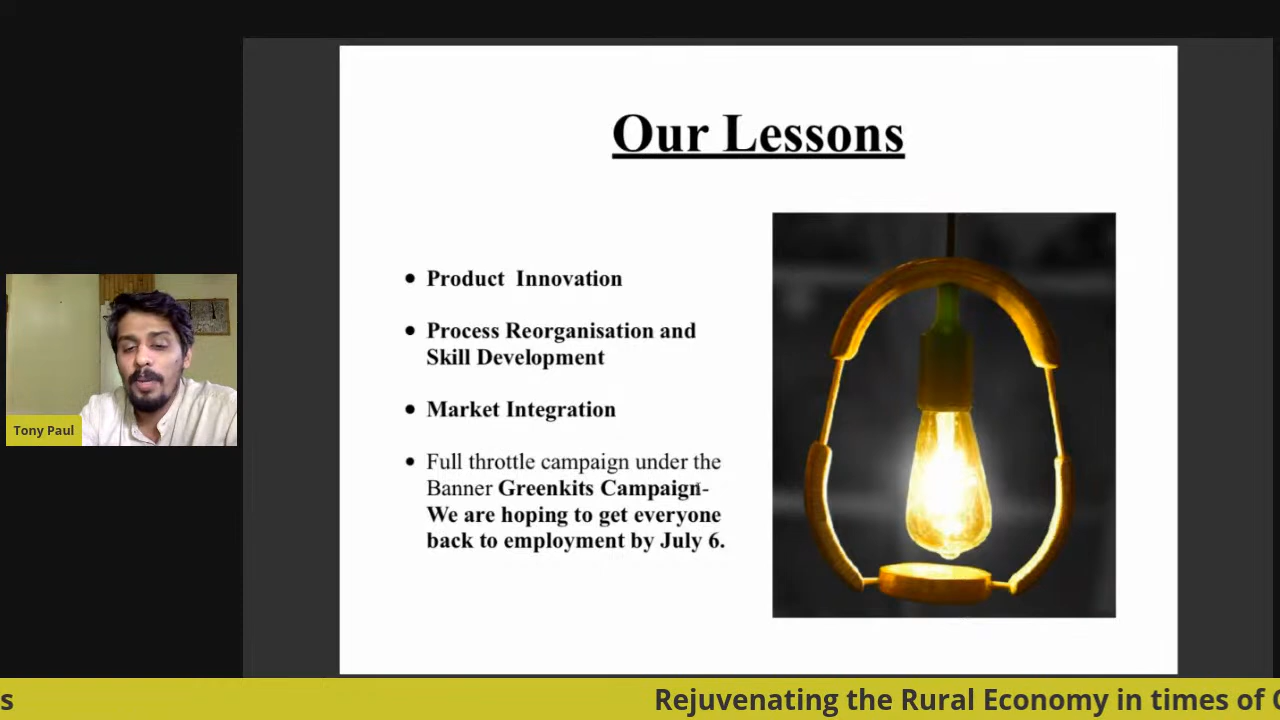 Our Lessons
• Product Innovation
• Process Reorganisation and
Skill Development
• Market Integration
• Full throttle campaign under the
Banner Greenkits Campaign-
We are hoping to get everyone
back to employment by July 6.
Tony Paul
s
Rejuvenating the Rural Economy in times of